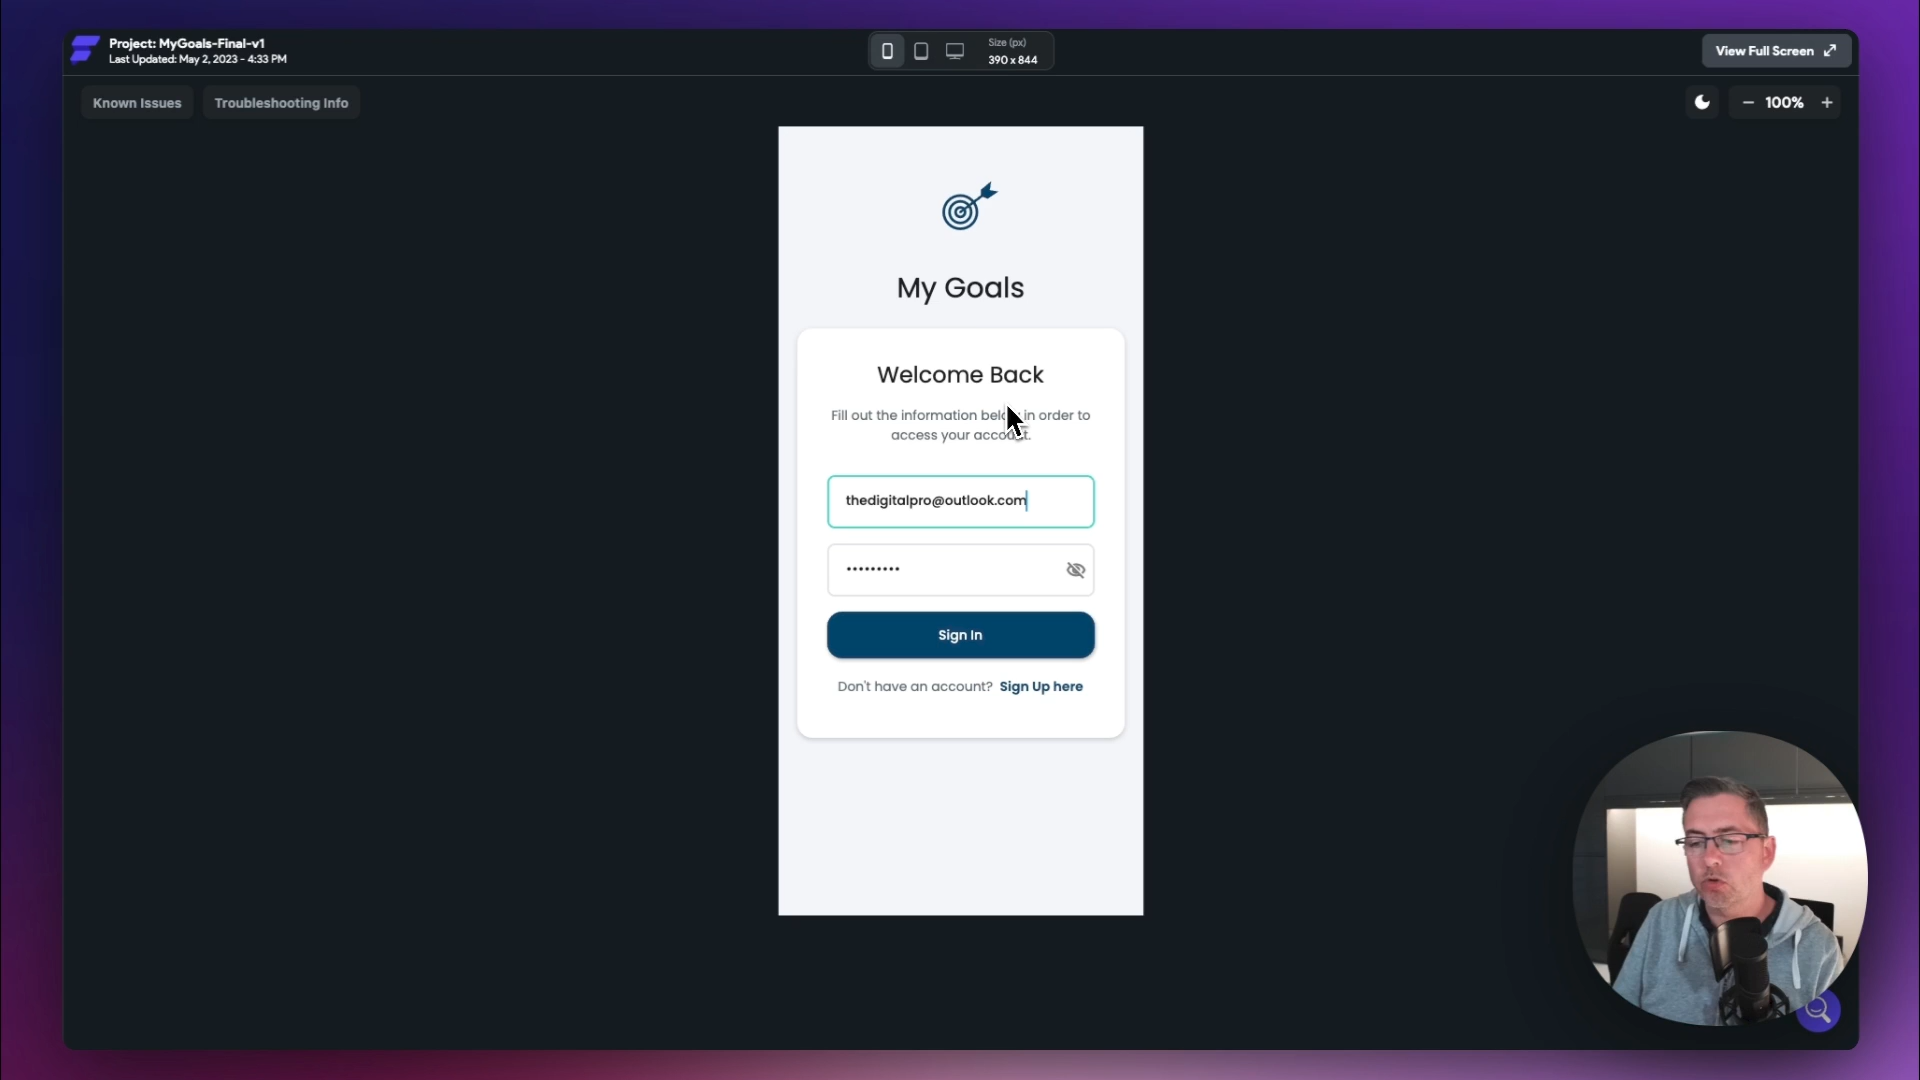 Project: MyGoals-Final-v1
Last Updated: May 2, 2023 - 4:33 PM
Size (px)
390 x 844
View Full Screen
Known Issues
Troubleshooting Info
100%
My Goals
Welcome Back
Fill out the information below in order to
access your account.
thedigitalpro@outlook.com
Sign In
Don't have an account? Sign Up here